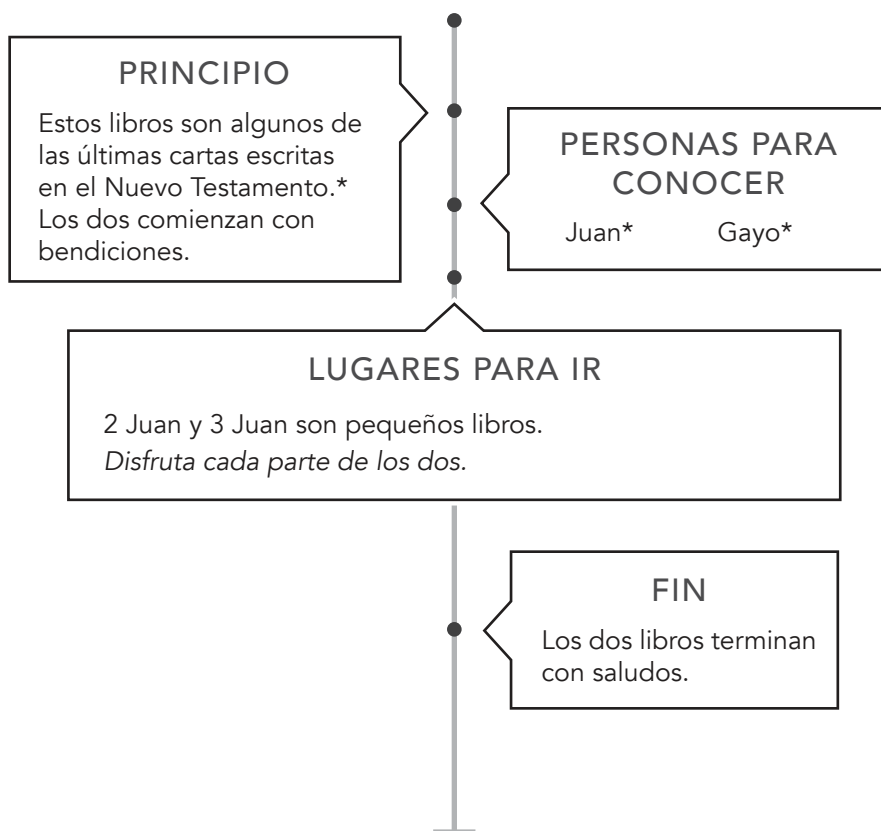 PRINCIPIO
Estos libros son algunos de
las últimas cartas escritas
en el Nuevo Testamento.*
Los dos comienzan con
bendiciones.
PERSONAS PARA
CONOCER
Juan* Gayo*
LUGARES PARA IR
2 Juan y 3 Juan son pequeños libros.
Disfruta cada parte de los dos.
FIN
Los dos libros terminan
con saludos.